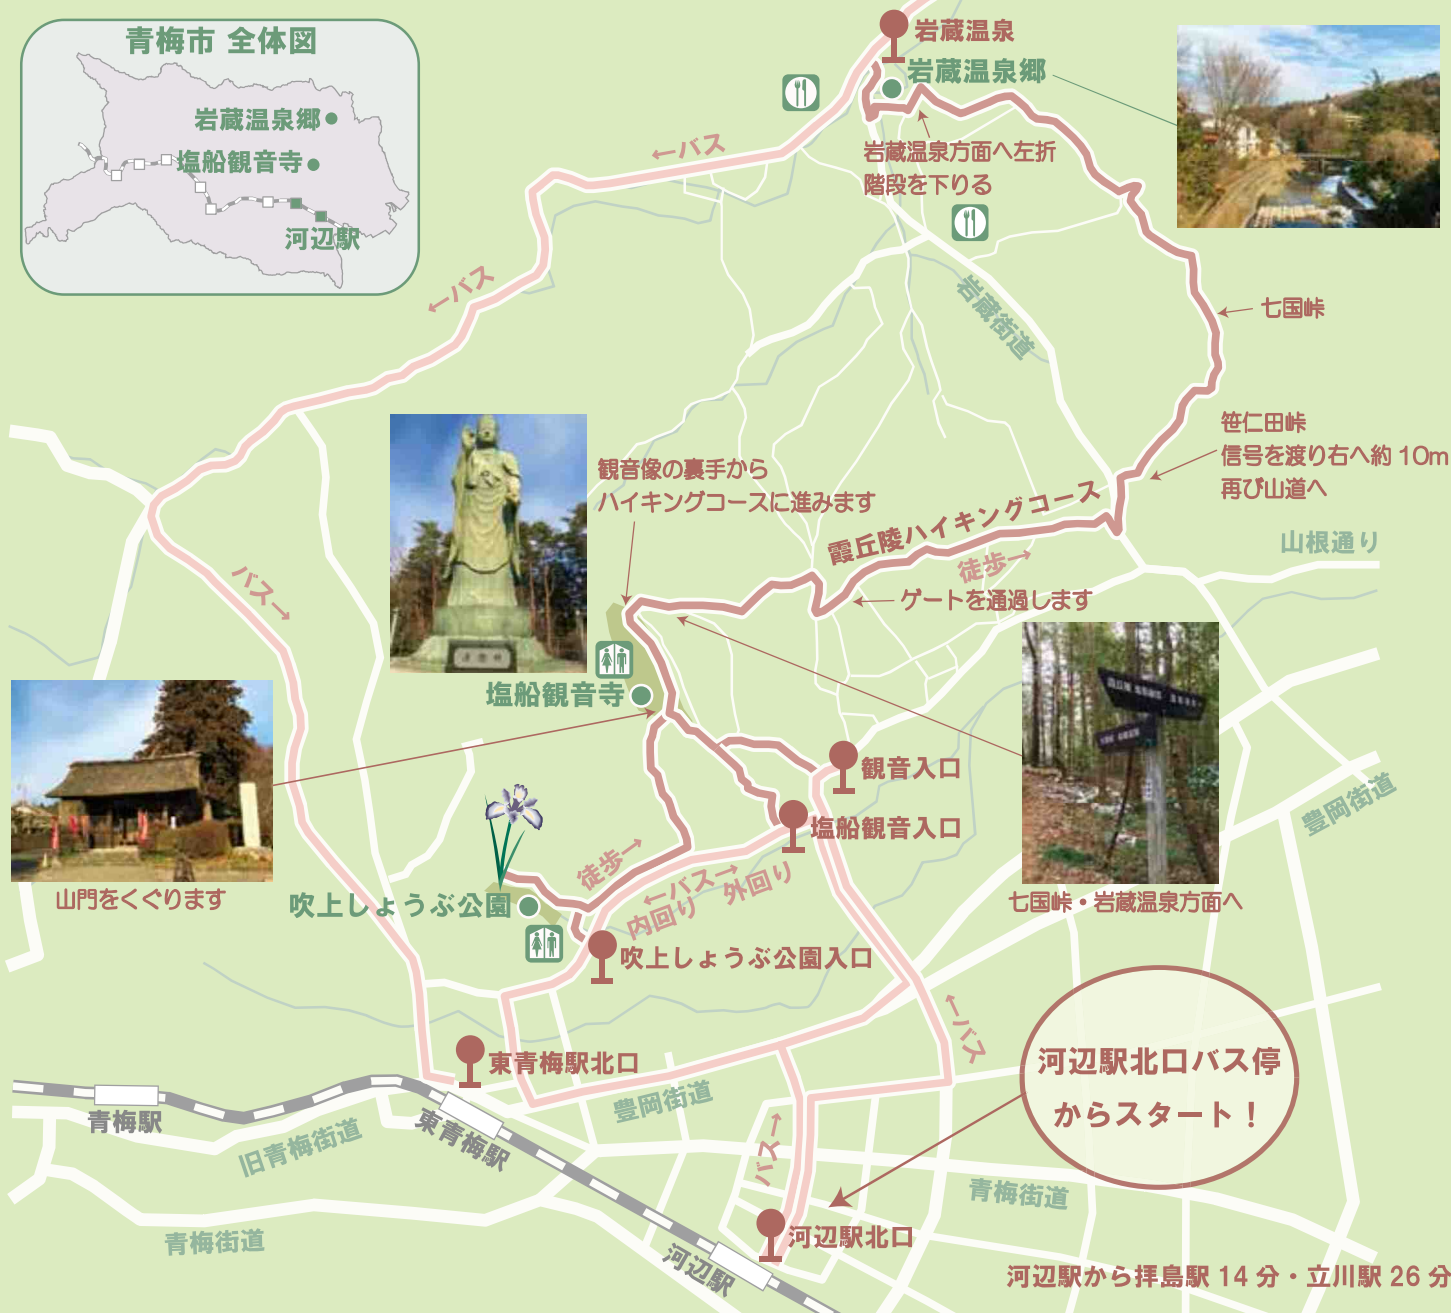 青梅市 全体図
岩蔵温泉郷
塩船観音寺
河辺駅
岩蔵温泉
岩蔵温泉郷
←バス
岩蔵温泉方面へ左折
階段を下りる
←バス
岩蔵街道
七国峠
笹仁田峠
信号を渡り右へ約 10m
再び山道へ
観音像の裏手から
ハイキングコースに進みます
霞丘陵ハイキングコース
徒歩→
山根通り
ゲートを通過します
バス→
塩船観音寺
観音入口
塩船観音入口
豊岡街道
山門をくぐります
徒歩→
←バス→
内回り 外回り
七国峠・岩蔵温泉方面へ
吹上しょうぶ公園
吹上しょうぶ公園入口
←バス
河辺駅北口バス停
からスタート!
東青梅駅北口
豊岡街道
青梅駅
旧青梅街道
東青梅駅
バス→
青梅街道
青梅街道
河辺駅北口
河辺駅
河辺駅から拝島駅 14 分・立川駅 26 分